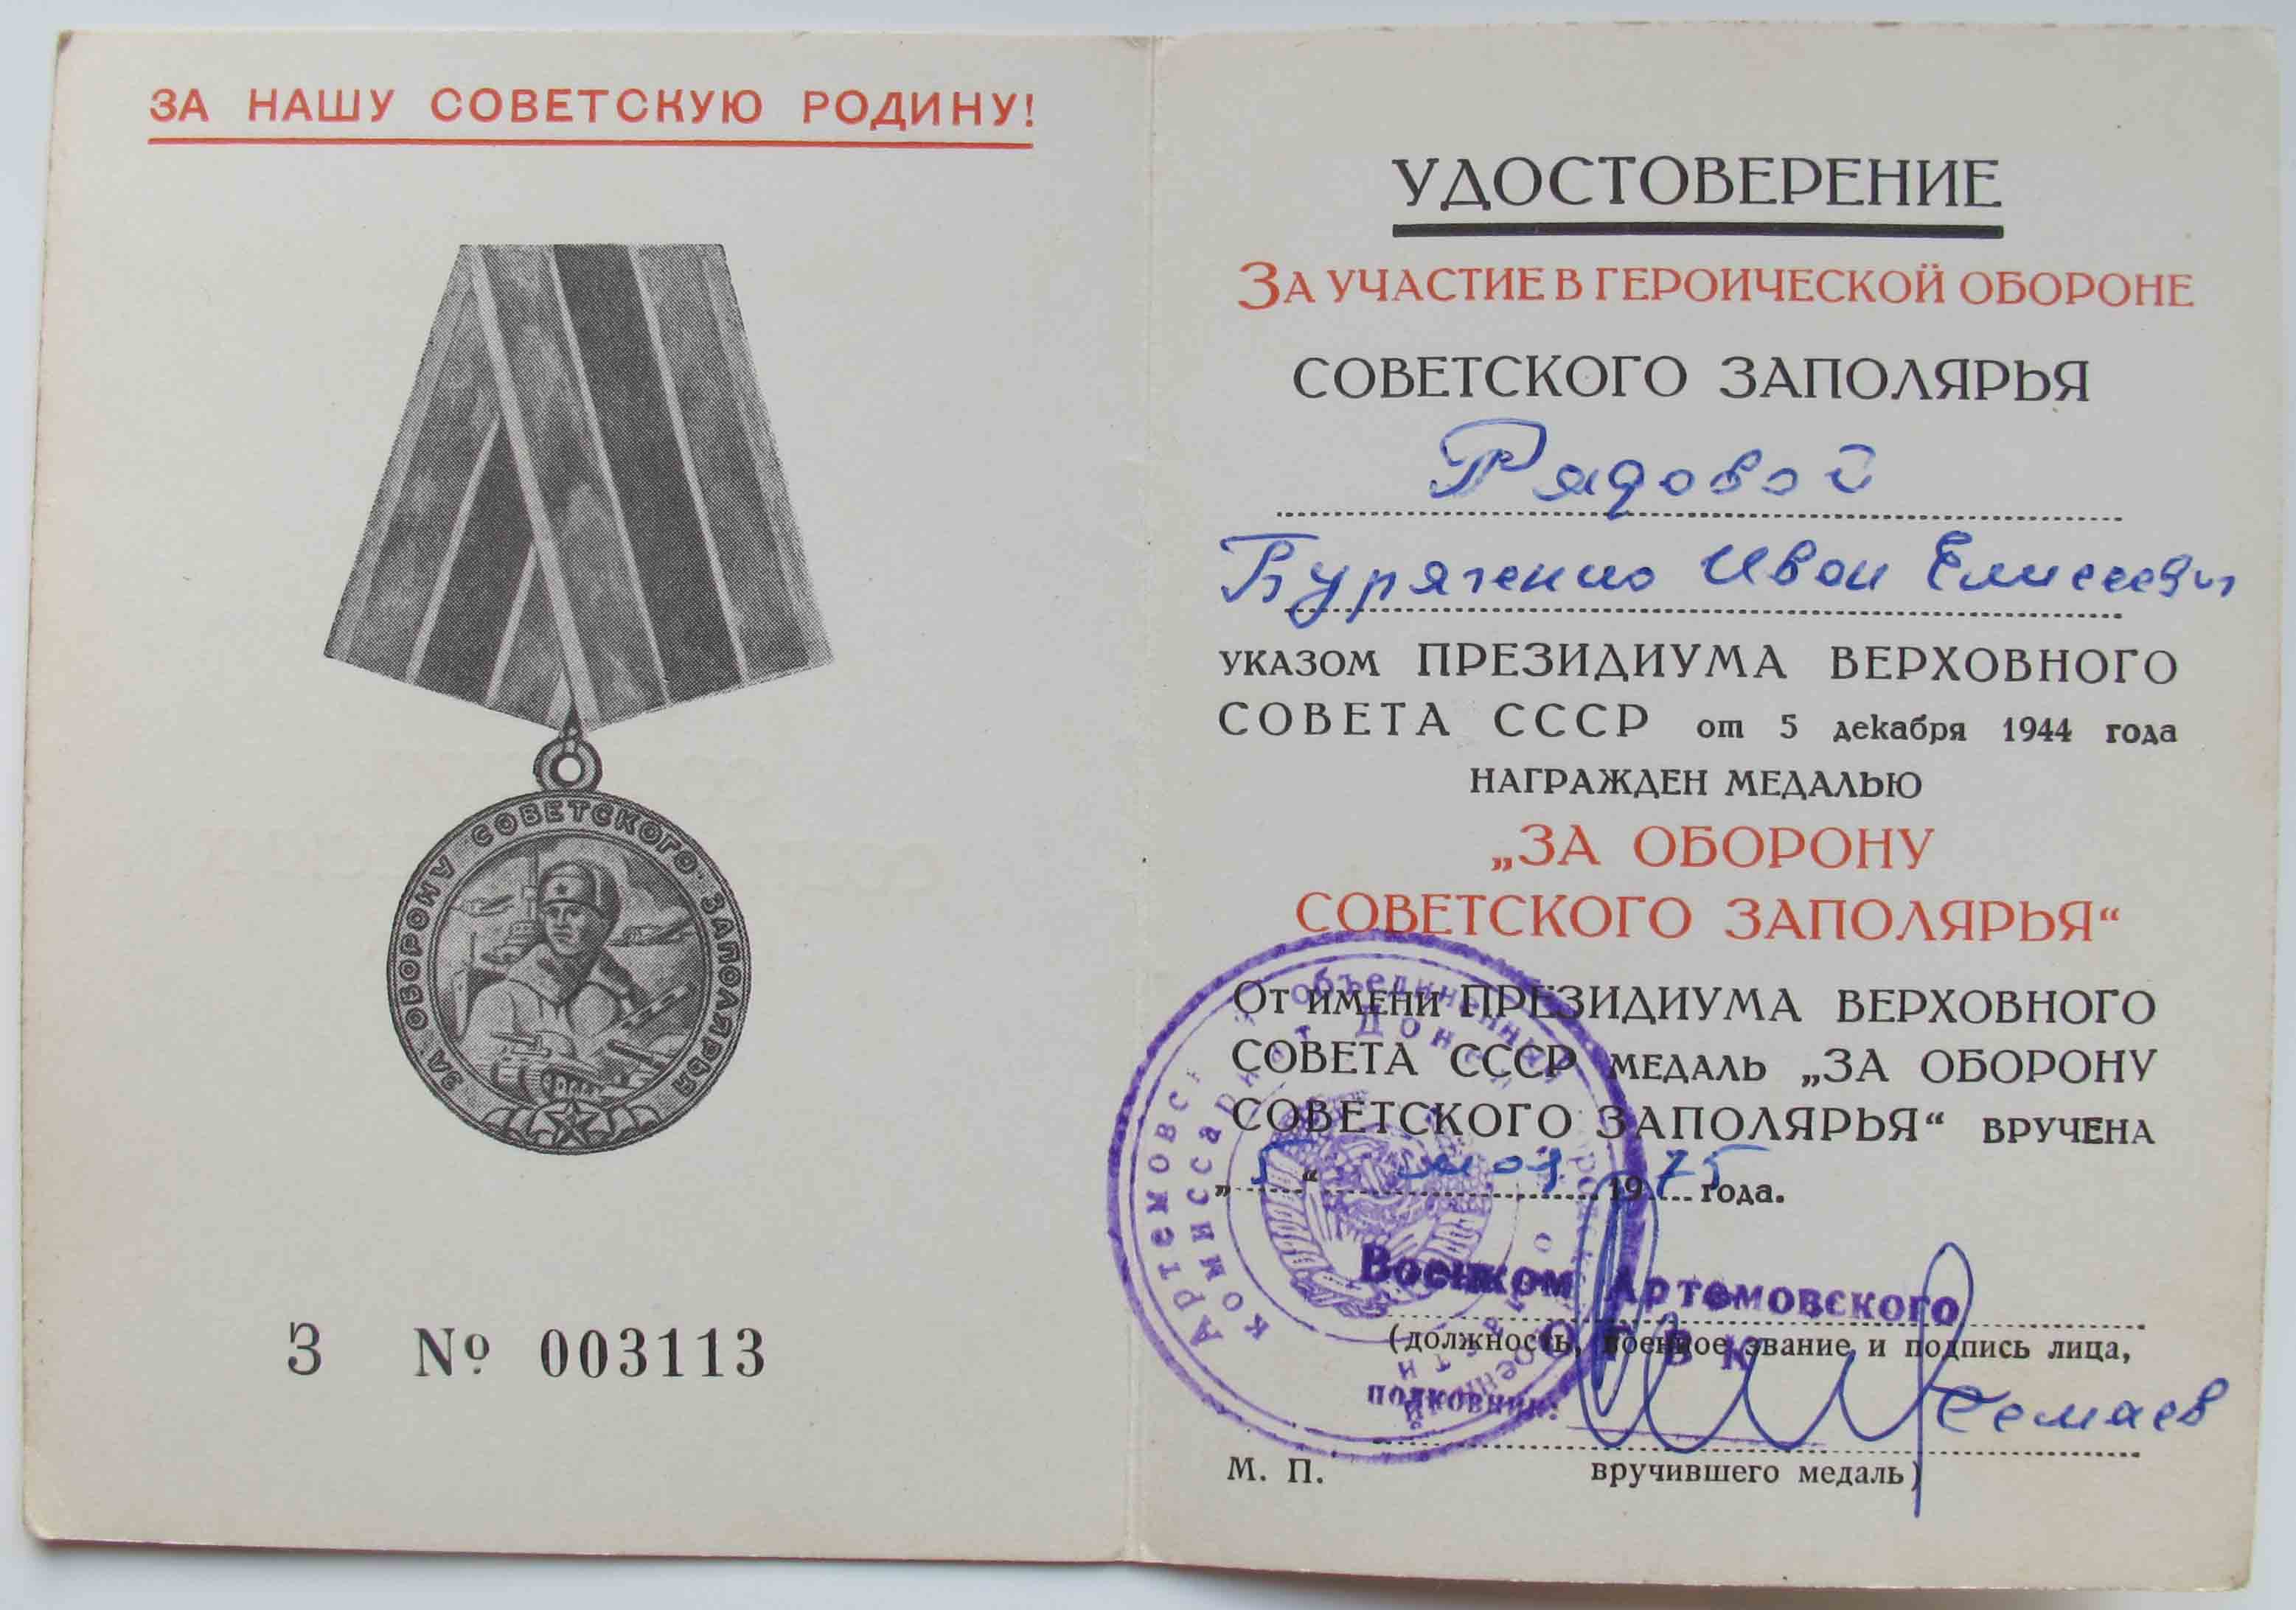 ЗА НАШУ СОВЕТСКУЮ РОДИНУ!
ЗА ОБОРОНУ СОВЕТСКОГО ЗАПОЛЯРЬЯ
З № 003113
УДОСТОВЕРЕНИЕ
ЗА УЧАСТИЕ В ГЕРОИЧЕСКОЙ ОБОРОНЕ
СОВЕТСКОГО ЗАПОЛЯРЬЯ
Рядовой
Буряченко Иван Елисеевич
УКАЗОМ ПРЕЗИДИУМА ВЕРХОВНОГО
СОВЕТА СССР от 5 декабря 1944 года
НАГРАЖДЕН МЕДАЛЬЮ
„ЗА ОБОРОНУ
СОВЕТСКОГО ЗАПОЛЯРЬЯ“
ОТ ИМЕНИ ПРЕЗИДИУМА ВЕРХОВНОГО
СОВЕТА СССР МЕДАЛЬ „ЗА ОБОРОНУ
СОВЕТСКОГО ЗАПОЛЯРЬЯ“ ВРУЧЕНА
„5“ мая 1975 года.
Военком Артемовского
(должность, военное звание и подпись лица,
О Г В К
полковник:
М. П. вручившего медаль)